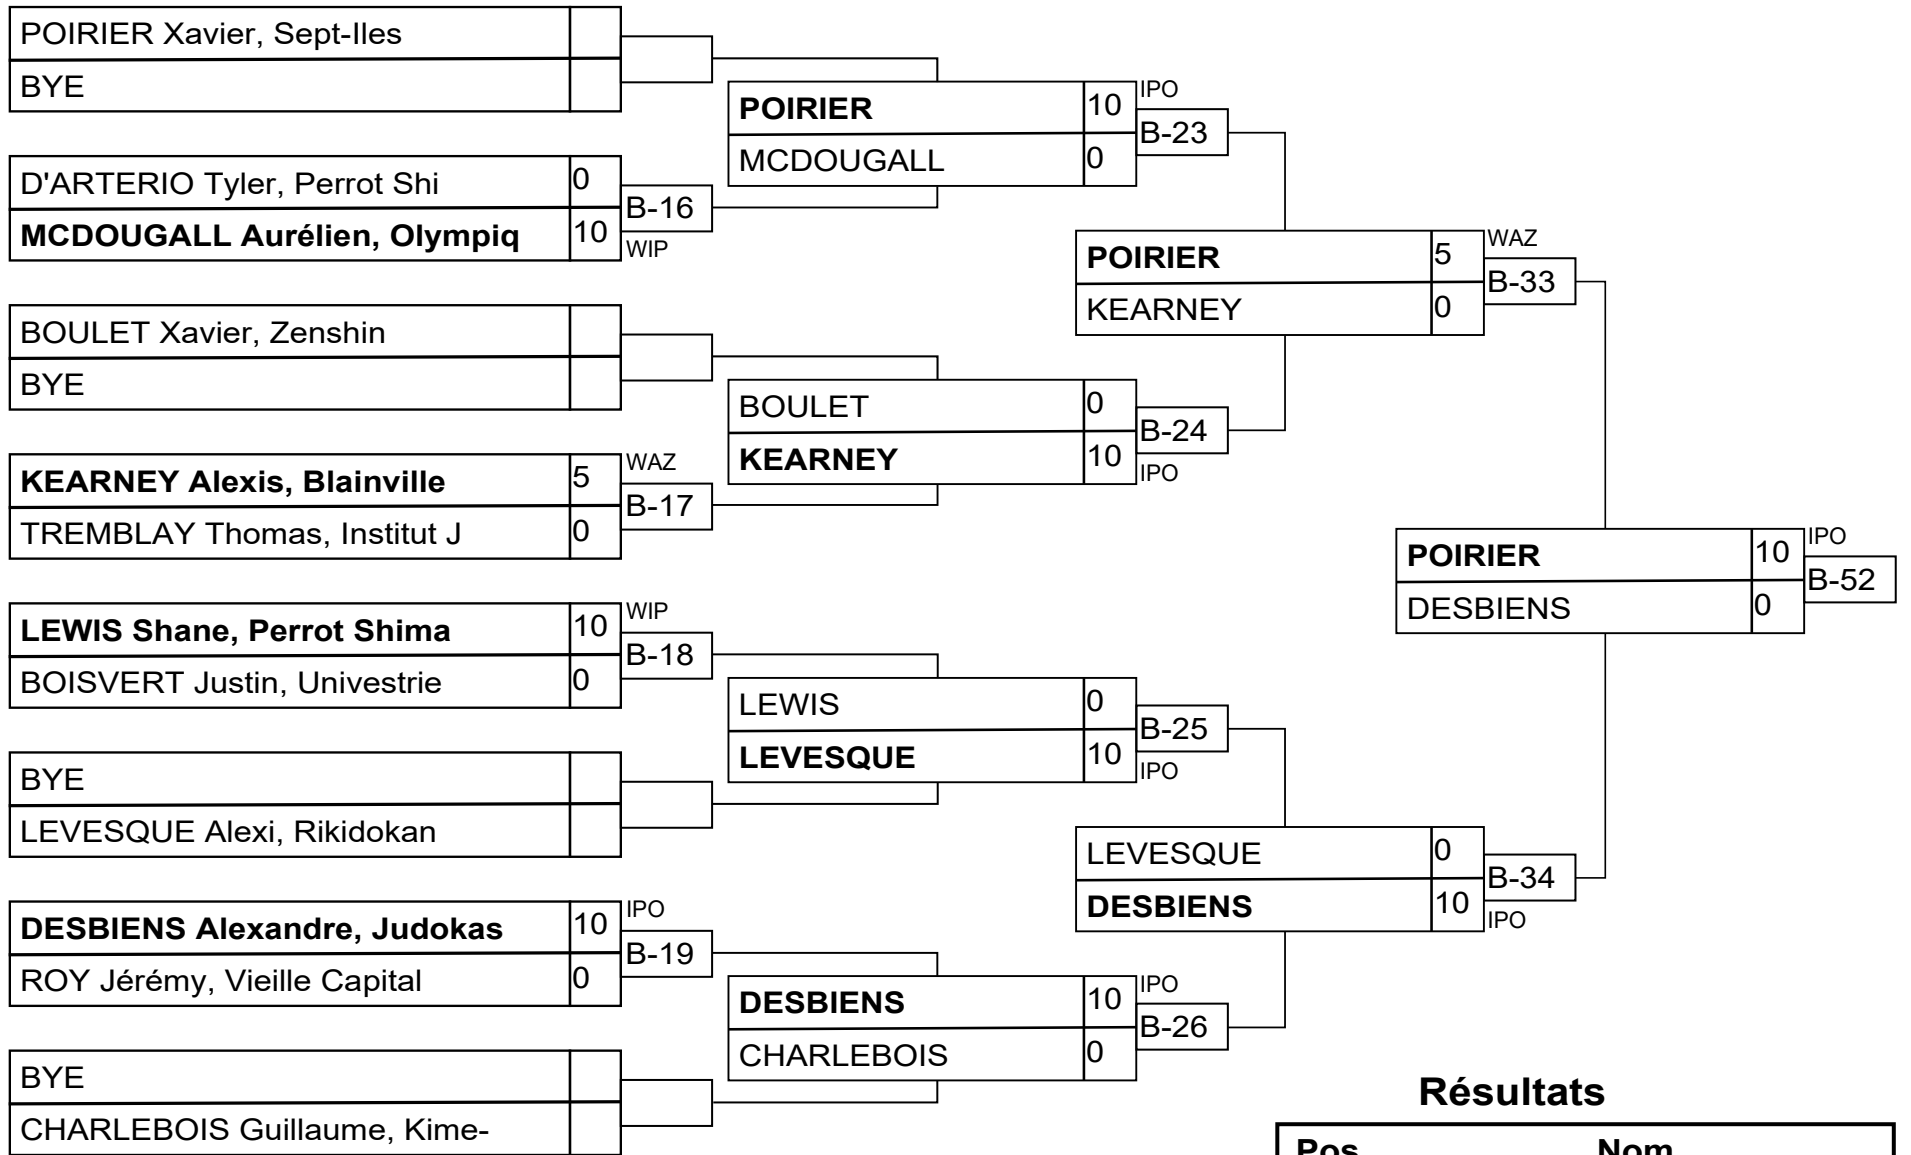 POIRIER Xavier, Sept-Iles
BYE
D'ARTERIO Tyler, Perrot Shi 0
MCDOUGALL Aurélien, Olympiq 10
B-16
WIP
BOULET Xavier, Zenshin
BYE
KEARNEY Alexis, Blainville 5
TREMBLAY Thomas, Institut J 0
WAZ
B-17
LEWIS Shane, Perrot Shima 10
BOISVERT Justin, Univestrie 0
WIP
B-18
BYE
LEVESQUE Alexi, Rikidokan
DESBIENS Alexandre, Judokas 10
ROY Jérémy, Vieille Capital 0
IPO
B-19
BYE
CHARLEBOIS Guillaume, Kime-
POIRIER 10
MCDOUGALL 0
IPO
B-23
BOULET 0
KEARNEY 10
B-24
IPO
LEWIS 0
LEVESQUE 10
B-25
IPO
DESBIENS 10
CHARLEBOIS 0
IPO
B-26
POIRIER 5
KEARNEY 0
WAZ
B-33
LEVESQUE 0
DESBIENS 10
B-34
IPO
POIRIER 10
DESBIENS 0
IPO
B-52
Résultats
Pos Nom